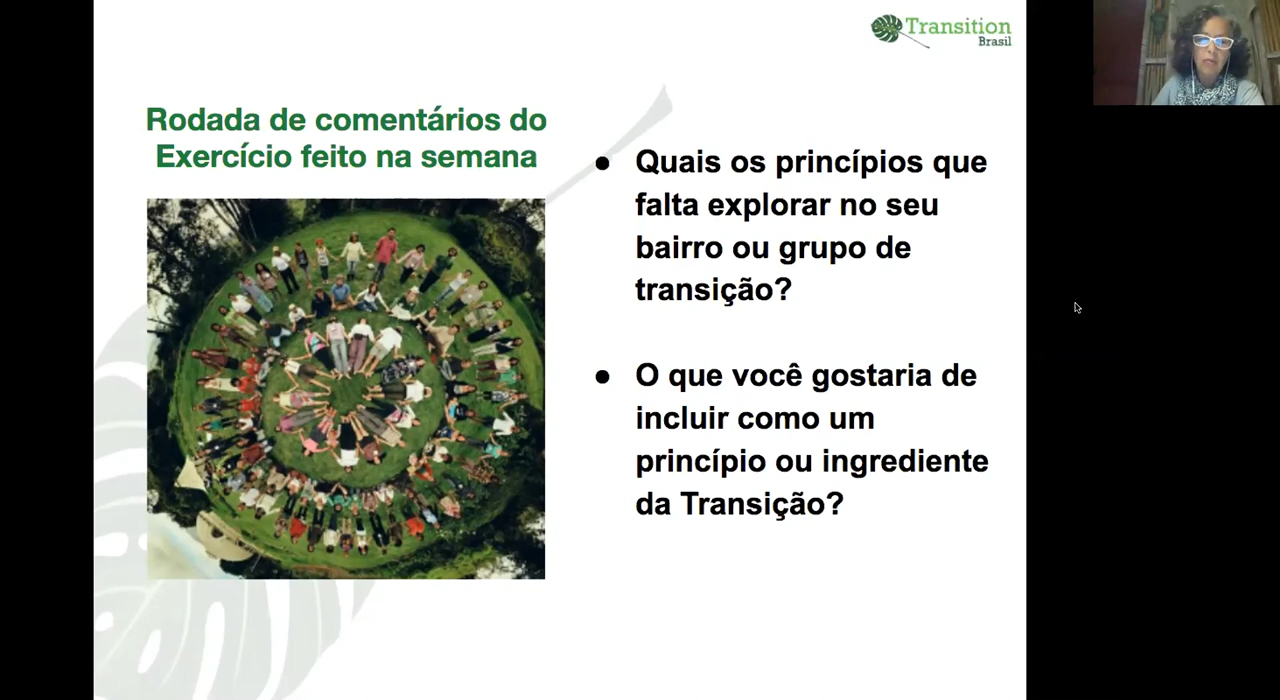 Transition
Brasil
Rodada de comentários do
Exercício feito na semana
● Quais os princípios que
falta explorar no seu
bairro ou grupo de
transição?
● O que você gostaria de
incluir como um
princípio ou ingrediente
da Transição?